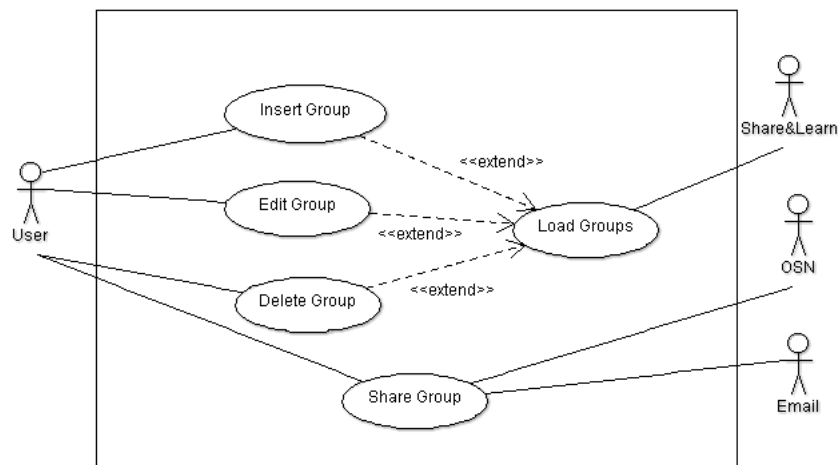 Insert Group
Share&Learn
<<extend>>
User
Edit Group
<<extend>>
Load Groups
OSN
Delete Group
<<extend>>
Share Group
Email